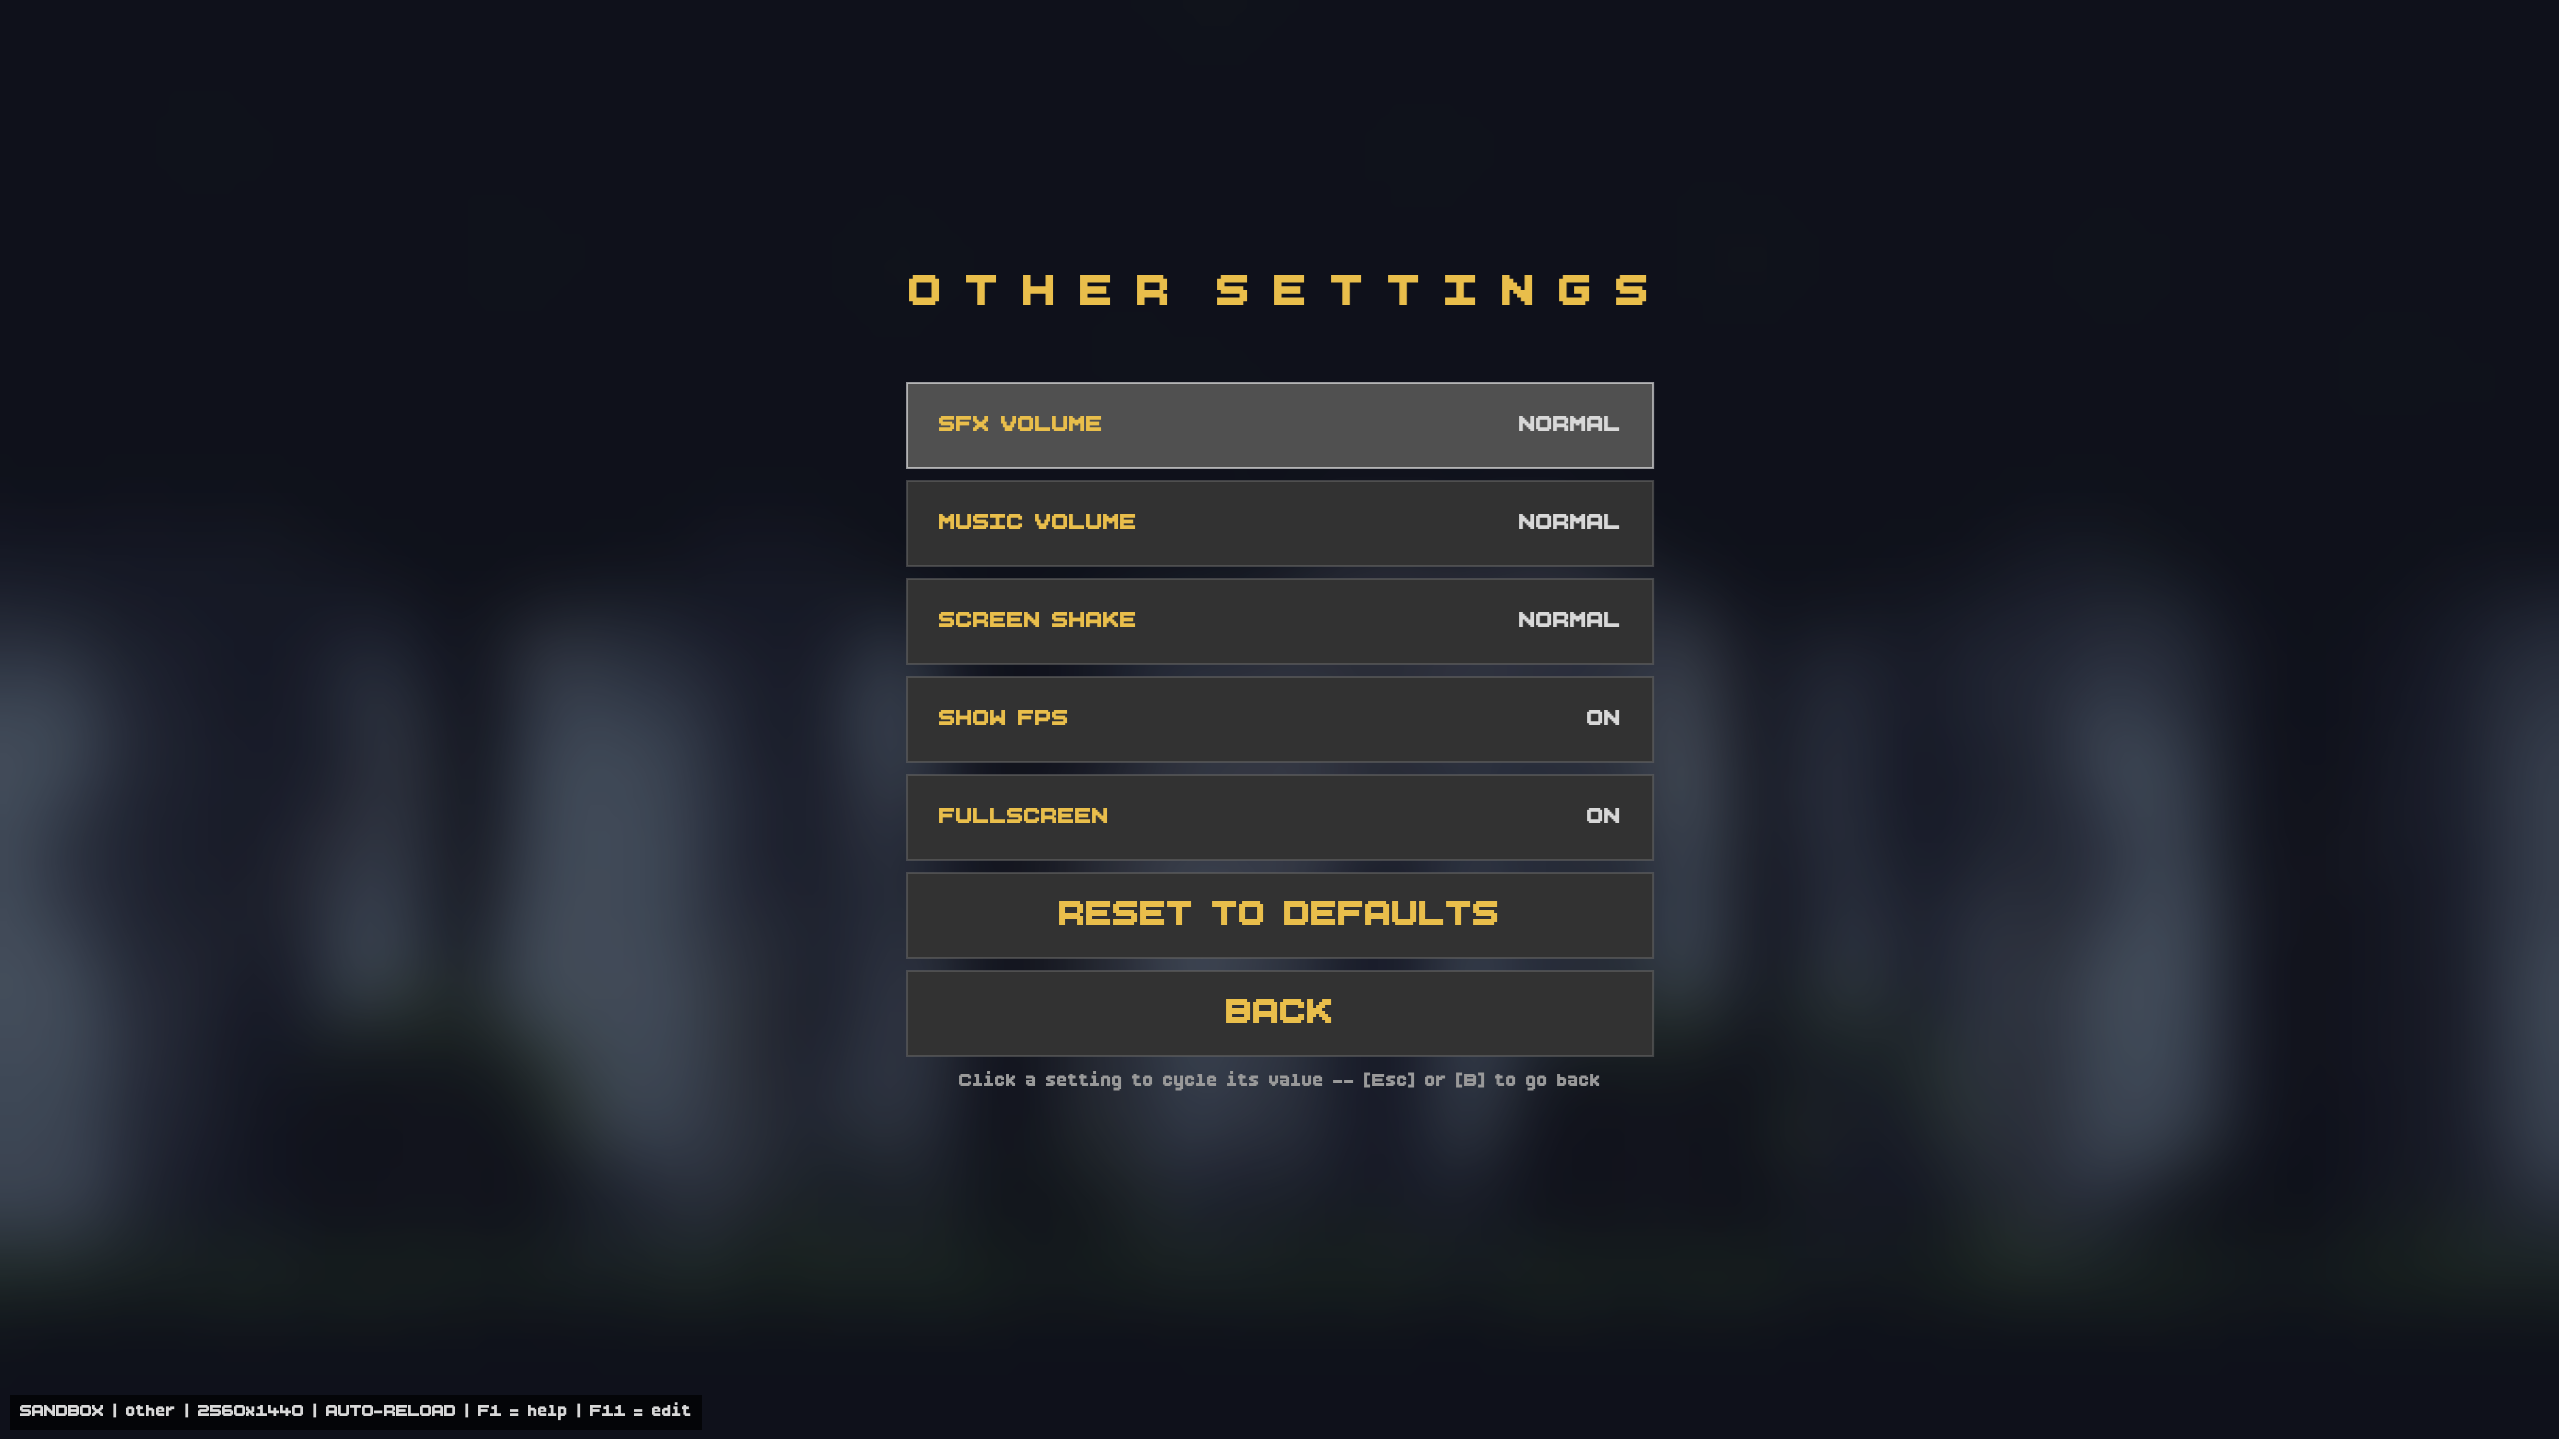 OTHER SETTINGS
SFX VOLUME NORMAL
MUSIC VOLUME NORMAL
SCREEN SHAKE NORMAL
SHOW FPS ON
FULLSCREEN ON
RESET TO DEFAULTS
BACK
Click a setting to cycle its value -- [Esc] or [B] to go back
SANDBOX | other | 2560x1440 | AUTO-RELOAD | F1 = help | F11 = edit